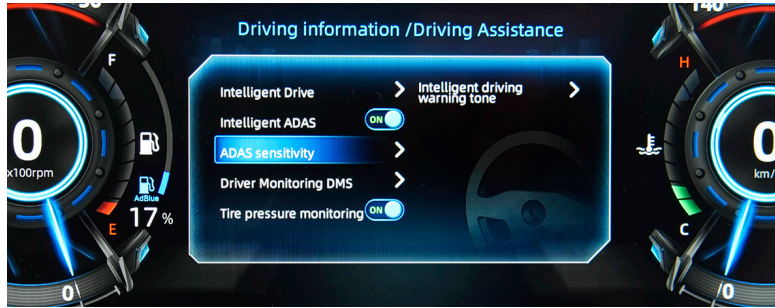 Driving information /Driving Assistance
140
F
H
Intelligent Drive
Intelligent driving
warning tone
Intelligent ADAS
ON
0
0
ADAS sensitivity
x100rpm
km/
Driver Monitoring DMS
AdBlue
17 %
Tire pressure monitoring
ON
E
C
0
0